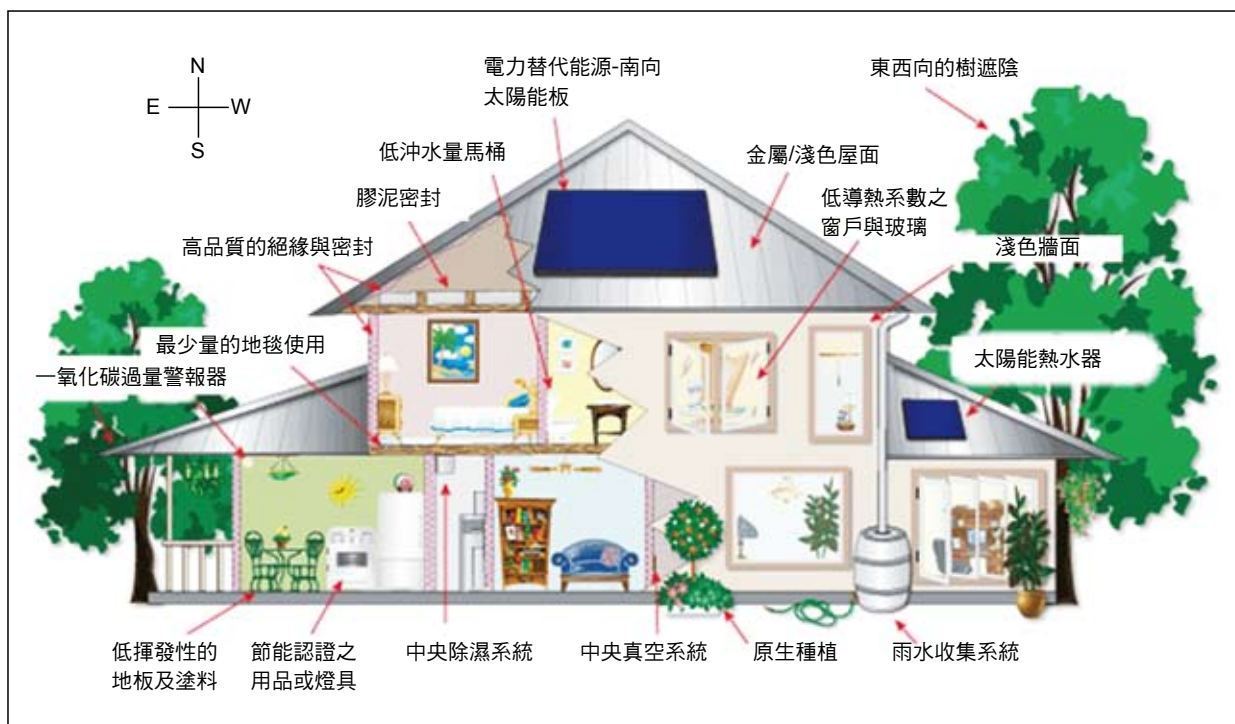 N
E
W
S
電力替代能源-南向
太陽能板
東西向的樹遮陰
低沖水量馬桶
金屬/淺色屋面
膠泥密封
低導熱系數之
窗戶與玻璃
高品質的絕緣與密封
淺色牆面
最少量的地毯使用
一氧化碳過量警報器
太陽能熱水器
低揮發性的
地板及塗料
節能認證之
用品或燈具
中央除濕系統
中央真空系統
原生種植
雨水收集系統